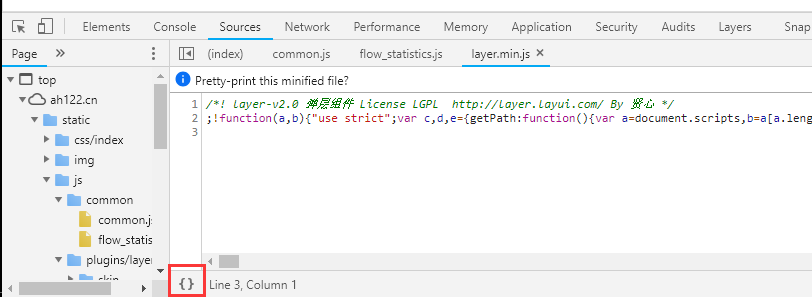 Elements Console Sources Network Performance Memory Application Security Audits Layers Snap
Page (index) common.js flow_statistics.js layer.min.js
Pretty-print this minified file?
top
ah122.cn
static
css/index
img
js
common
common.js
flow_statis
plugins/layer
skin
1 /*! layer-v2.0 弹层组件 License LGPL http://layer.layui.com/ By 贤心 */
2 ;!function(a,b){"use strict";var c,d,e={getPath:function(){var a=document.scripts,b=a[a.leng
3
{} Line 3, Column 1